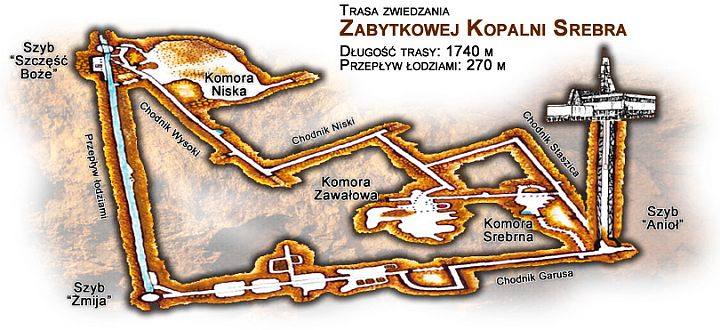 Trasa zwiedzania
Zabytkowej Kopalni Srebra
Długość trasy: 1740 m
Przepływ łodziami: 270 m
Szyb
"Szczęść
Boże"
Komora
Niska
Chodnik Wysoki
Chodnik Niski
Chodnik Staszica
Przepływ łodziami
Komora
Zawałowa
Komora
Srebrna
Szyb
"Anioł"
Chodnik Garusa
Szyb
"Żmija"